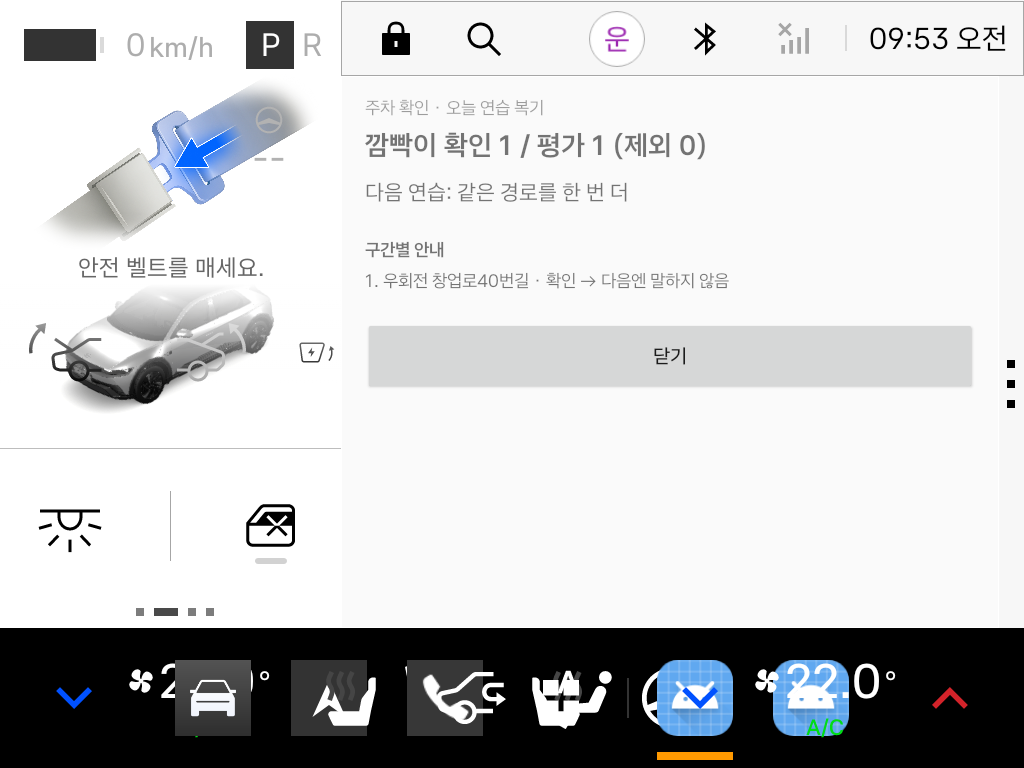 0 km/h
P R
운
09:53 오전
안전 벨트를 매세요.
주차 확인 · 오늘 연습 복기
깜빡이 확인 1 / 평가 1 (제외 0)
다음 연습: 같은 경로를 한 번 더
구간별 안내
1. 우회전 창업로40번길 · 확인 → 다음엔 말하지 않음
닫기
22.0°
A/C